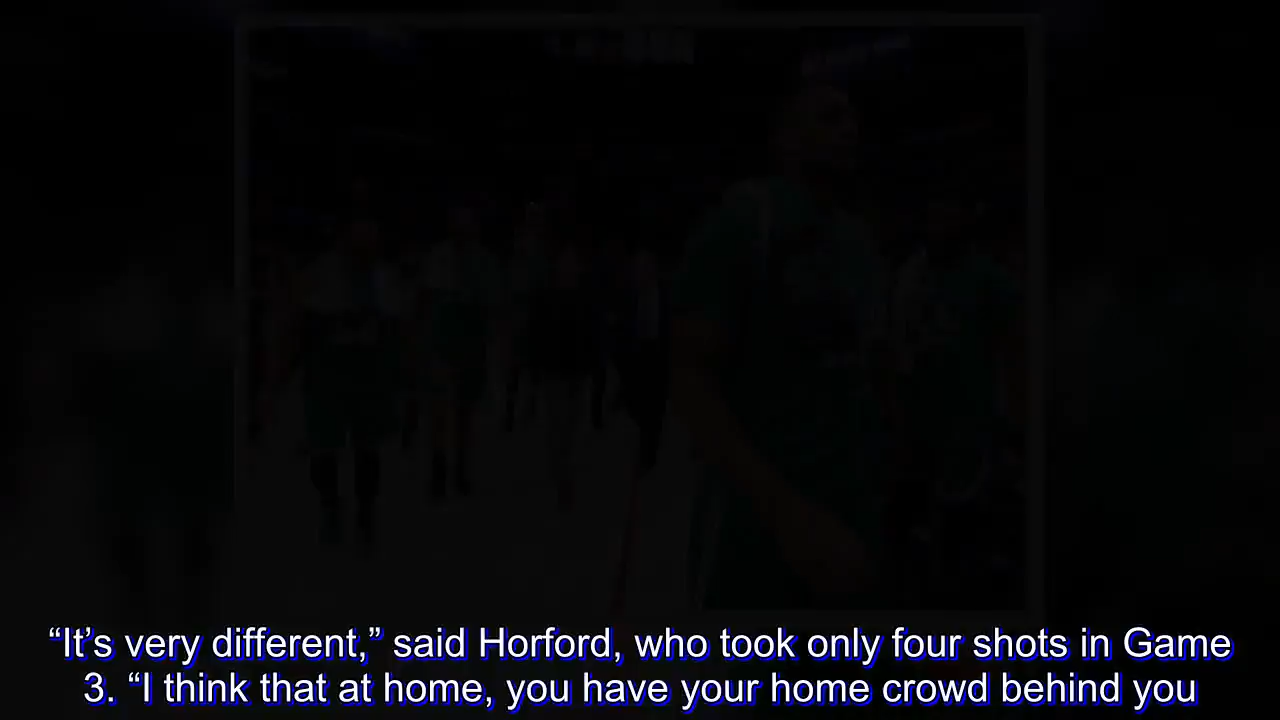 “It’s very different,” said Horford, who took only four shots in Game
3. “I think that at home, you have your home crowd behind you